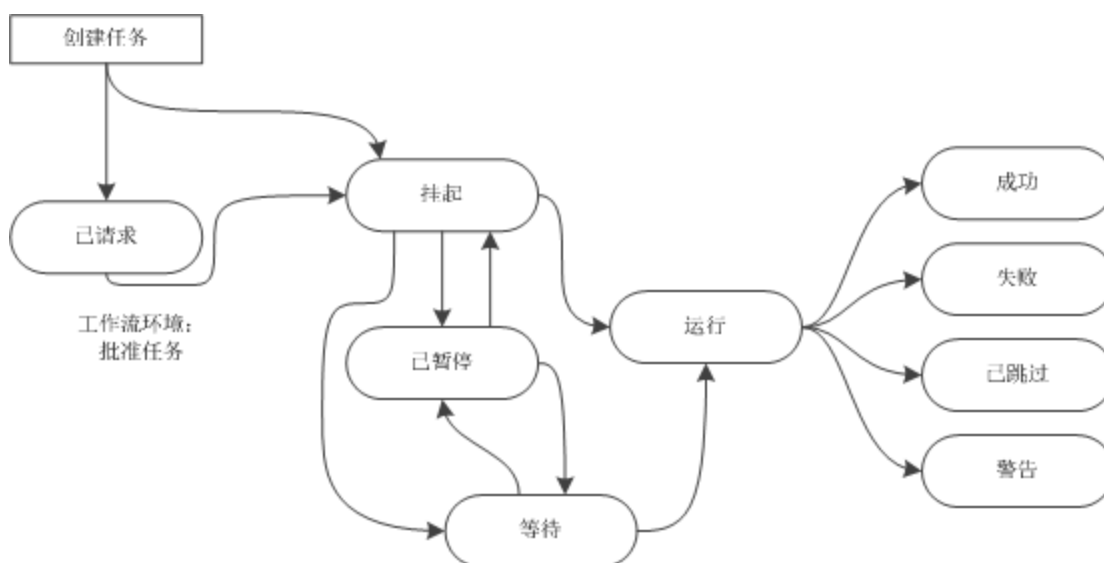 创建任务
已请求
工作流环境：
批准任务
挂起
已暂停
等待
运行
成功
失败
已跳过
警告